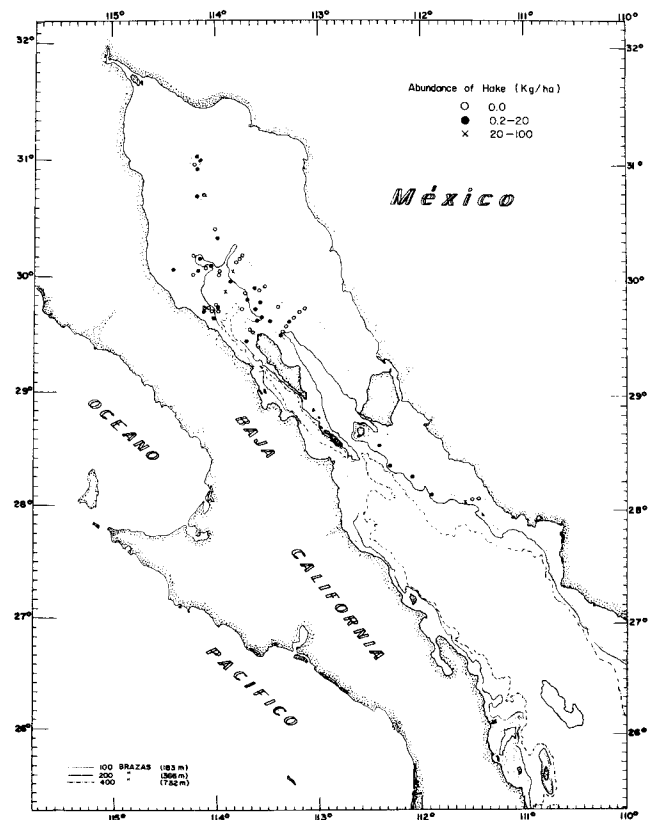 115° 114° 113° 112° 111° 110°
32° 32°
Abundance of Hake (Kg/ha)
○ 0.0
● 0.2-20
× 20-100
31° 31°
México
30° 30°
29° 29°
OCEANO
BAJA
28° 28°
CALIFORNIA
27° 27°
PACIFICO
26° 26°
100 BRAZAS (183 m)
200 " (366 m)
400 " (732 m)
115° 114° 113° 112° 111° 110°